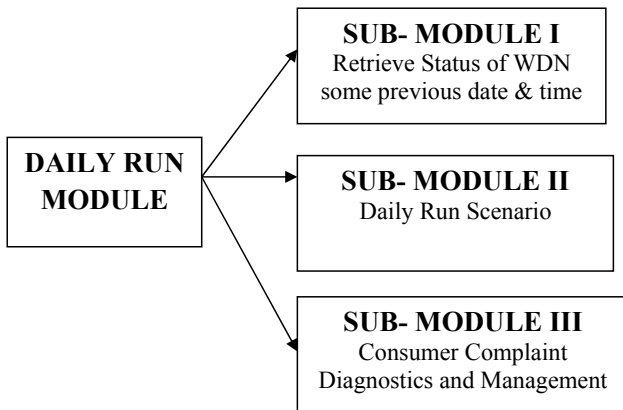 DAILY RUN
MODULE
SUB- MODULE I
Retrieve Status of WDN
some previous date & time
SUB- MODULE II
Daily Run Scenario
SUB- MODULE III
Consumer Complaint
Diagnostics and Management